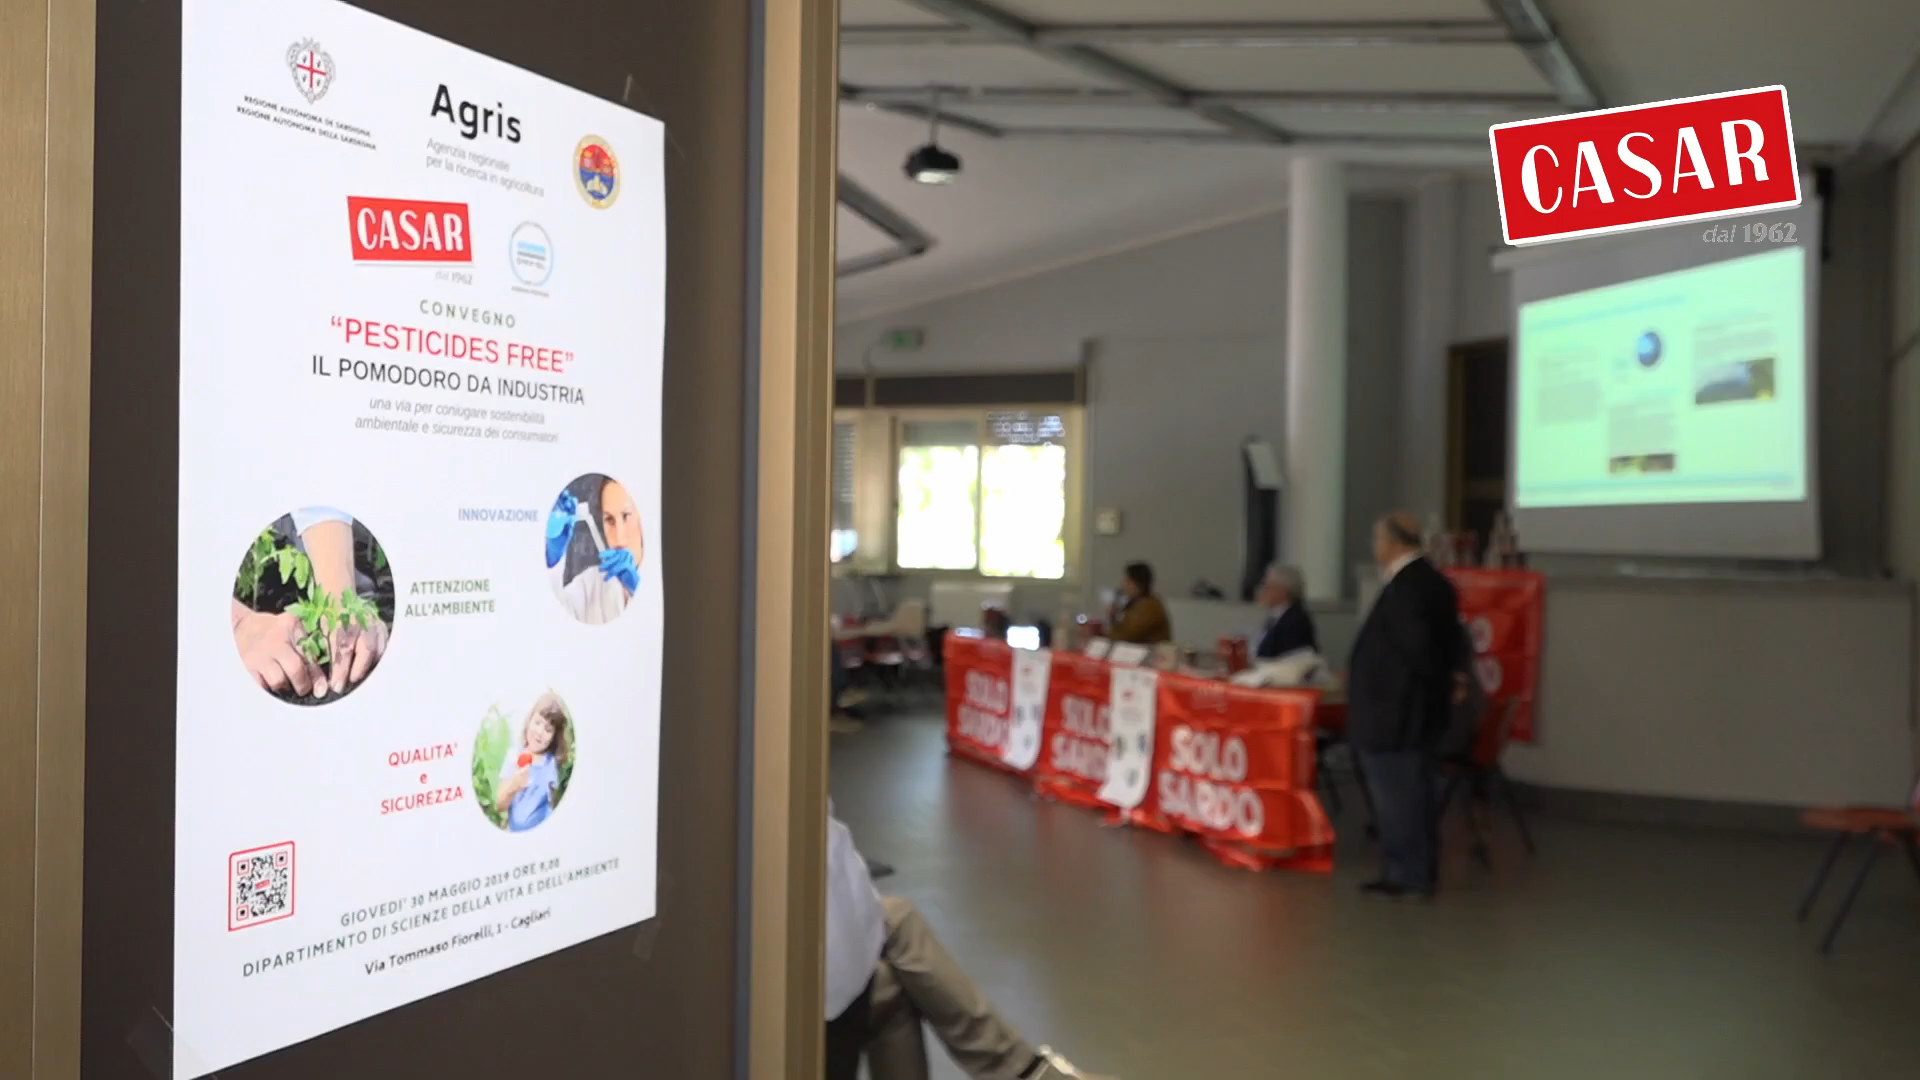 REGIONE AUTÒNOMA DE SARDIGNA
REGIONE AUTONOMA DELLA SARDEGNA
Agris
Agenzia regionale
per la ricerca in agricoltura
CASAR
dal 1962
CONVEGNO
“PESTICIDES FREE”
IL POMODORO DA INDUSTRIA
una via per coniugare sostenibilità
ambientale e sicurezza dei consumatori
INNOVAZIONE
ATTENZIONE
ALL'AMBIENTE
QUALITA'
e
SICUREZZA
GIOVEDI' 30 MAGGIO 2019 ORE 9,00
DIPARTIMENTO DI SCIENZE DELLA VITA E DELL'AMBIENTE
Via Tommaso Fiorelli, 1 - Cagliari
CASAR
dal 1962
SOLO
SARDO
SOLO
SARDO
SOLO
SARDO